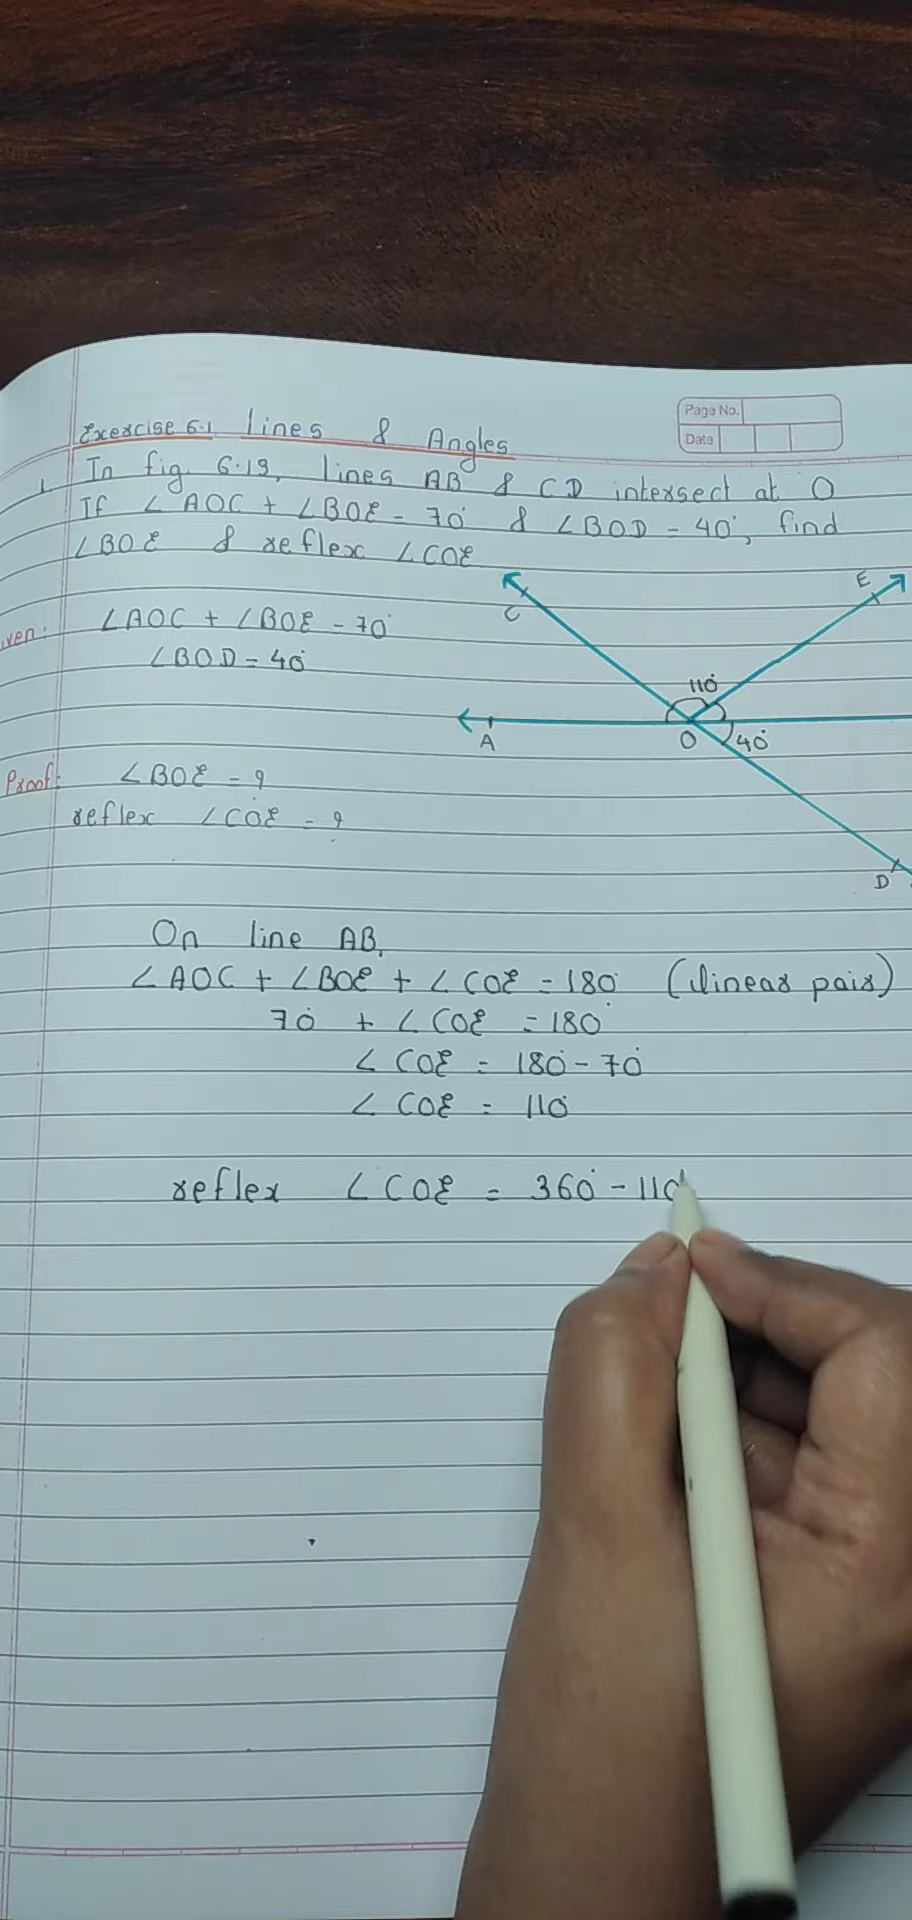 Exercise 6.1 Lines & Angles
Page No.
Date
1. In fig. 6.13, lines AB & CD intersect at O
If ∠AOC + ∠BOE = 70° & ∠BOD = 40°, find
∠BOE & reflex ∠COE
C
E
iven: ∠AOC + ∠BOE = 70°
∠BOD = 40°
110°
A
O
40°
Proof: ∠BOE = ?
reflex ∠COE = ?
D
On line AB,
∠AOC + ∠BOE + ∠COE = 180° (linear pair)
70° + ∠COE = 180°
∠COE = 180° - 70°
∠COE = 110°
reflex ∠COE = 360° - 110